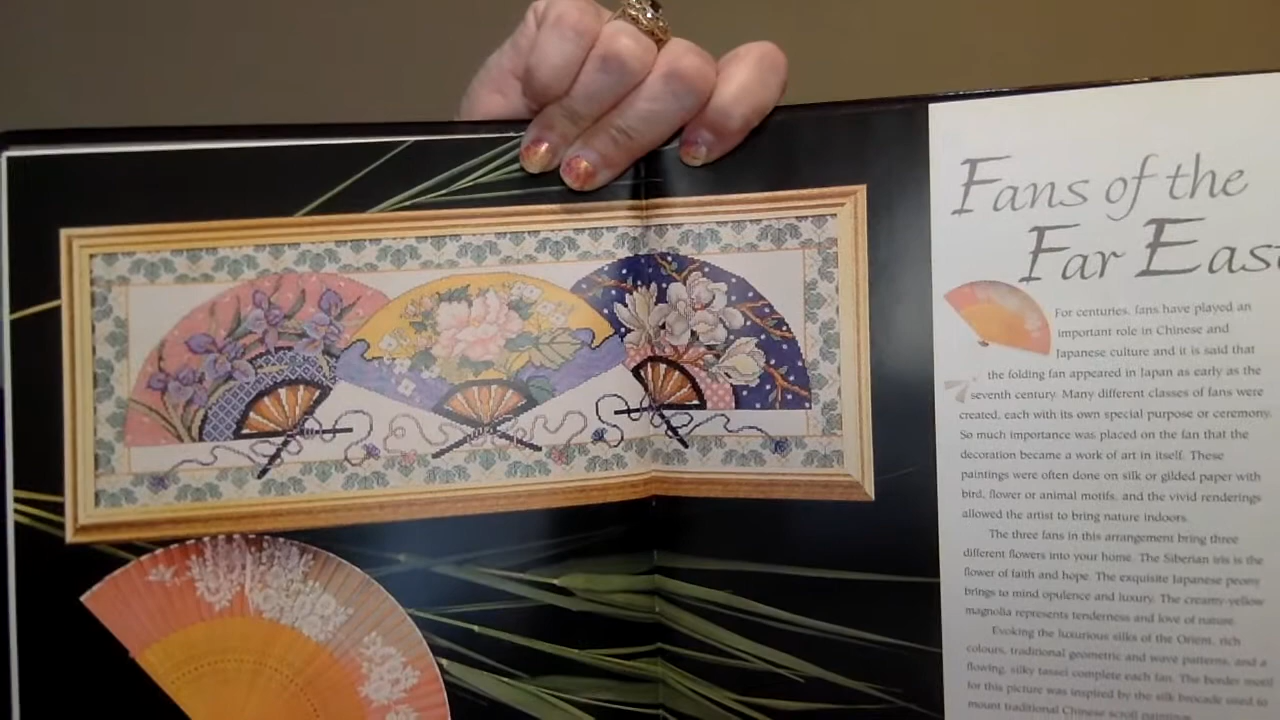 Fans of the
Far Eas
For centuries, fans have played an
important role in Chinese and
Japanese culture and it is said that
the folding fan appeared in Japan as early as the
seventh century. Many different classes of fans were
created, each with its own special purpose or ceremony.
So much importance was placed on the fan that the
decoration became a work of art in itself. These
paintings were often done on silk or gilded paper with
bird, flower or animal motifs, and the vivid renderings
allowed the artist to bring nature indoors.
The three fans in this arrangement bring three
different flowers into your home. The Siberian iris is the
flower of faith and hope. The exquisite Japanese peony
brings to mind opulence and luxury. The creamy-yellow
magnolia represents tenderness and love of nature.
Evoking the luxurious silks of the Orient, rich
colours, traditional geometric and wave patterns, and a
flowing, silky tassel complete each fan. The border motif
for this picture was inspired by the silk brocade used to
mount traditional Chinese scroll paintings